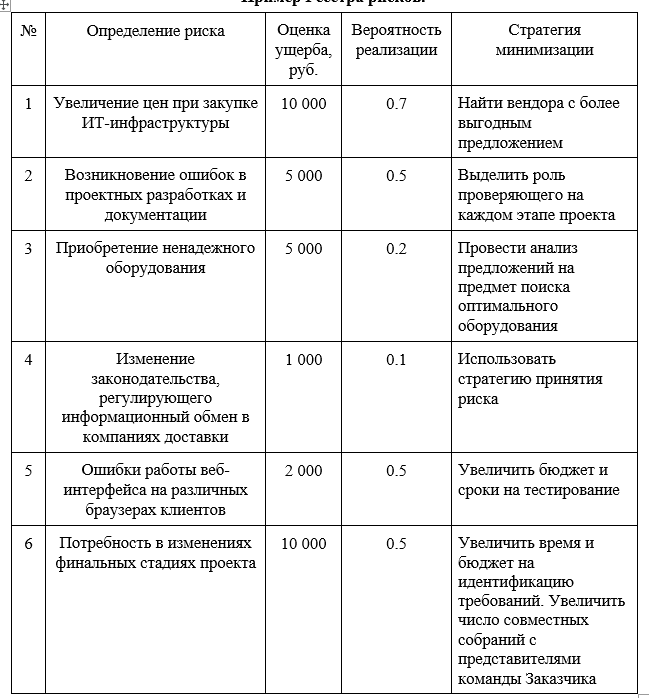 Пример Реестра рисков.
№
Определение риска
Оценка
ущерба,
руб.
Вероятность
реализации
Стратегия
минимизации
1
Увеличение цен при закупке
ИТ-инфраструктуры
10 000
0.7
Найти вендора с более
выгодным
предложением
2
Возникновение ошибок в
проектных разработках и
документации
5 000
0.5
Выделить роль
проверяющего на
каждом этапе проекта
3
Приобретение ненадежного
оборудования
5 000
0.2
Провести анализ
предложений на
предмет поиска
оптимального
оборудования
4
Изменение
законодательства,
регулирующего
информационный обмен в
компаниях доставки
1 000
0.1
Использовать
стратегию принятия
риска
5
Ошибки работы веб-
интерфейса на различных
браузерах клиентов
2 000
0.5
Увеличить бюджет и
сроки на тестирование
6
Потребность в изменениях
финальных стадиях проекта
10 000
0.5
Увеличить время и
бюджет на
идентификацию
требований. Увеличить
число совместных
собраний с
представителями
команды Заказчика